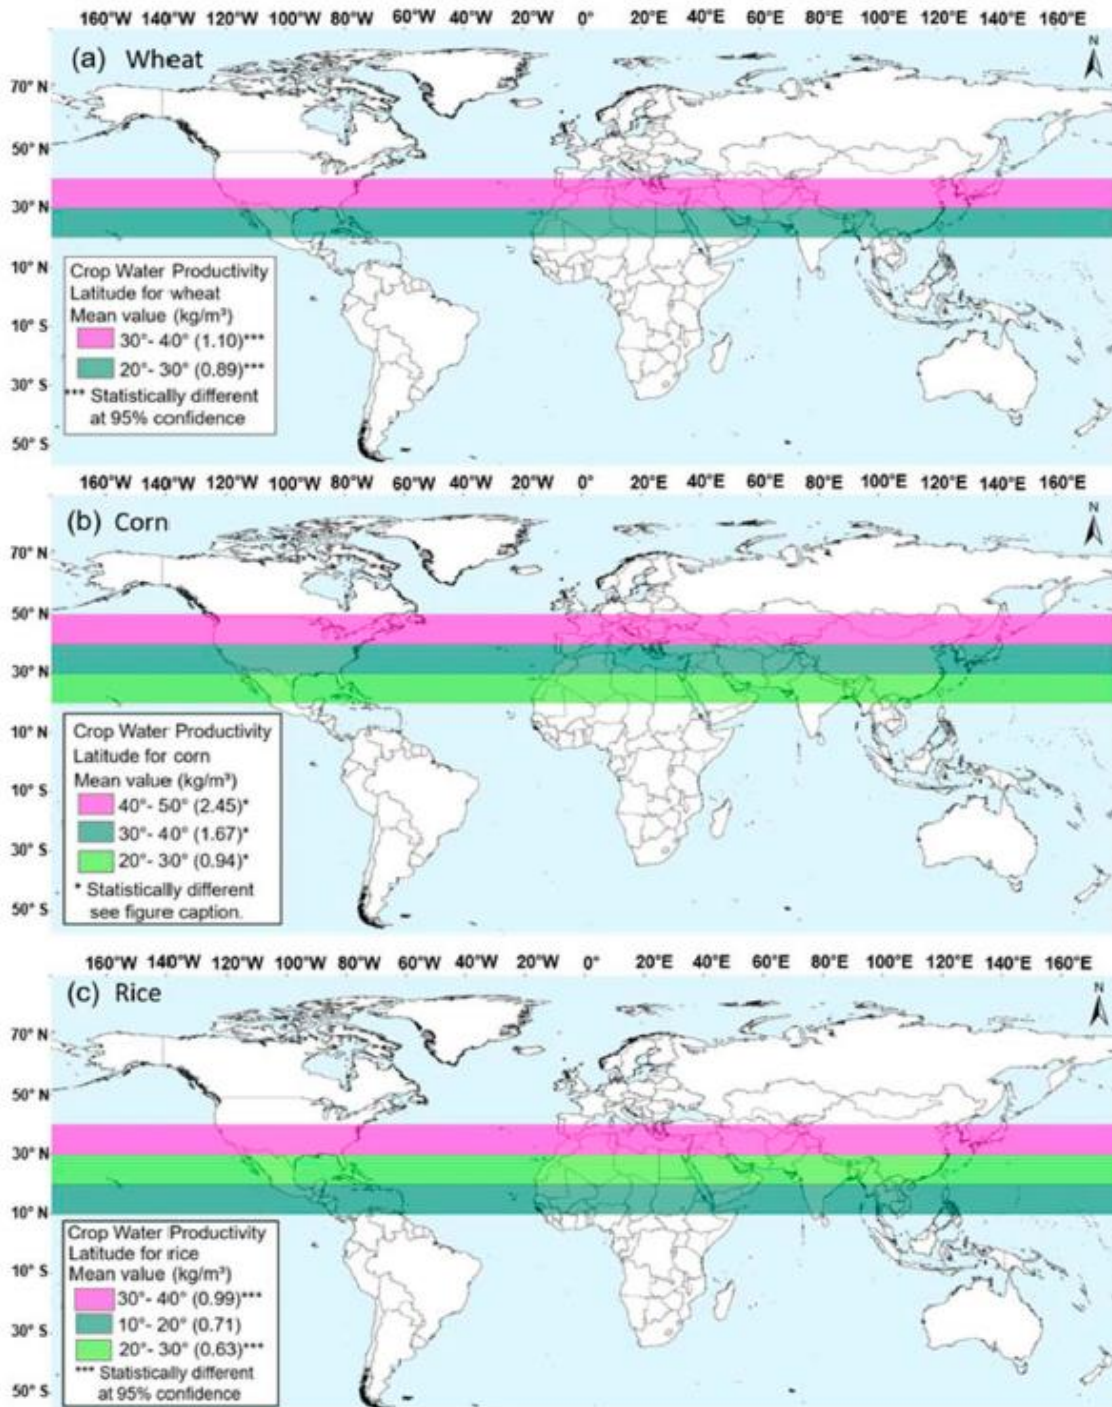 160°W 140°W 120°W 100°W 80°W 60°W 40°W 20°W 0° 20°E 40°E 60°E 80°E 100°E 120°E 140°E 160°E
(a) Wheat
N
70° N
50° N
30° N
10° N
10° S
30° S
50° S
Crop Water Productivity
Latitude for wheat
Mean value (kg/m³)
30°- 40° (1.10)***
20°- 30° (0.89)***
*** Statistically different
at 95% confidence
160°W 140°W 120°W 100°W 80°W 60°W 40°W 20°W 0° 20°E 40°E 60°E 80°E 100°E 120°E 140°E 160°E
(b) Corn
N
70° N
50° N
30° N
10° N
10° S
30° S
50° S
Crop Water Productivity
Latitude for corn
Mean value (kg/m³)
40°- 50° (2.45)*
30°- 40° (1.67)*
20°- 30° (0.94)*
* Statistically different
see figure caption.
160°W 140°W 120°W 100°W 80°W 60°W 40°W 20°W 0° 20°E 40°E 60°E 80°E 100°E 120°E 140°E 160°E
(c) Rice
N
70° N
50° N
30° N
10° N
10° S
30° S
50° S
Crop Water Productivity
Latitude for rice
Mean value (kg/m³)
30°- 40° (0.99)***
10°- 20° (0.71)
20°- 30° (0.63)***
*** Statistically different
at 95% confidence